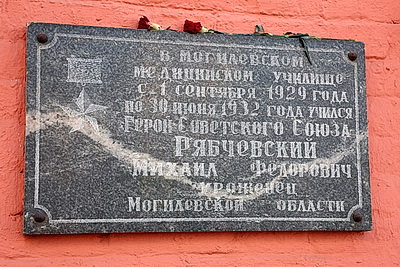 В Могилевском
медицинском училище
с 1 сентября 1929 года
по 30 июня 1932 года учился
Герой Советского Союза
Рябчевский
Михаил Федорович
уроженец
Могилевской области